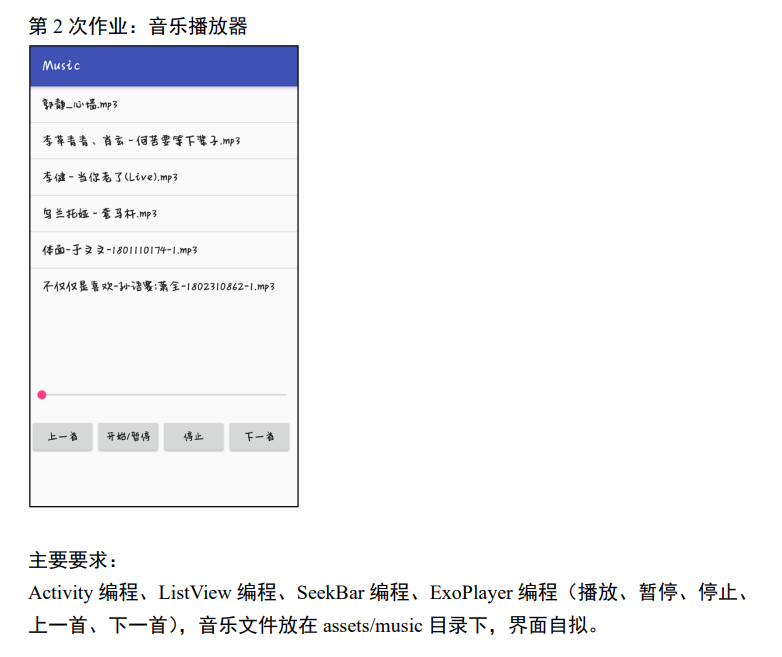 第 2 次作业：音乐播放器
Music
郭静_心墙.mp3
李草青青、肖玄 - 何苦要等下辈子.mp3
李健 - 当你老了(Live).mp3
乌兰托娅 - 套马杆.mp3
体面-于文文-1801110174-1.mp3
不仅仅是喜欢-孙语赛;萧全-1802310862-1.mp3
上一首
开始/暂停
停止
下一首
主要要求：
Activity 编程、ListView 编程、SeekBar 编程、ExoPlayer 编程（播放、暂停、停止、
上一首、下一首），音乐文件放在 assets/music 目录下，界面自拟。